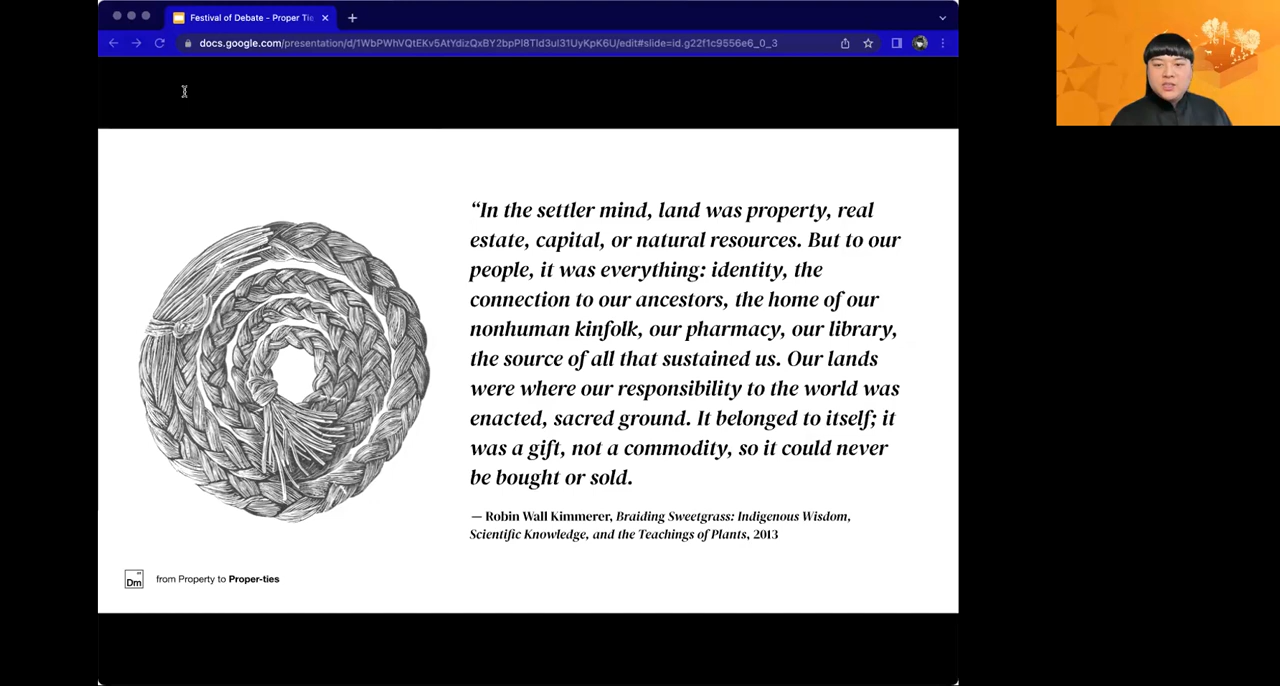 Festival of Debate - Proper Tie
docs.google.com/presentation/d/1WbPWhVQtEKv5AtYdizQxBY2bpPI8Tld3ul31UyKpK6U/edit#slide=id.g22f1c9556e6_0_3
“In the settler mind, land was property, real
estate, capital, or natural resources. But to our
people, it was everything: identity, the
connection to our ancestors, the home of our
nonhuman kinfolk, our pharmacy, our library,
the source of all that sustained us. Our lands
were where our responsibility to the world was
enacted, sacred ground. It belonged to itself; it
was a gift, not a commodity, so it could never
be bought or sold.
— Robin Wall Kimmerer, Braiding Sweetgrass: Indigenous Wisdom,
Scientific Knowledge, and the Teachings of Plants, 2013
Dm
from Property to Proper-ties